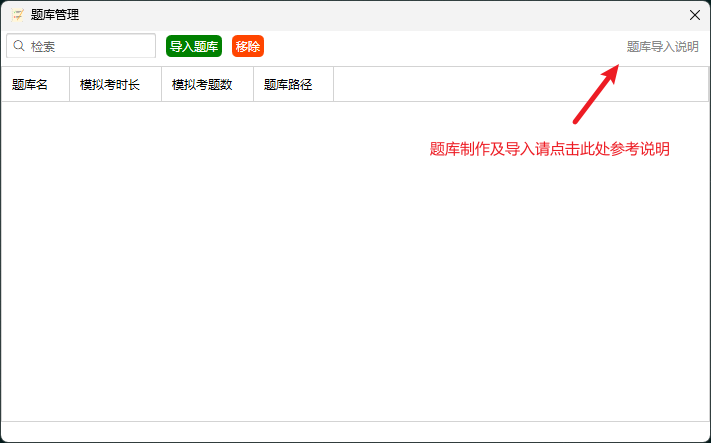 题库管理
检索 导入题库 移除 题库导入说明
题库名 模拟考时长 模拟考题数 题库路径
题库制作及导入请点击此处参考说明